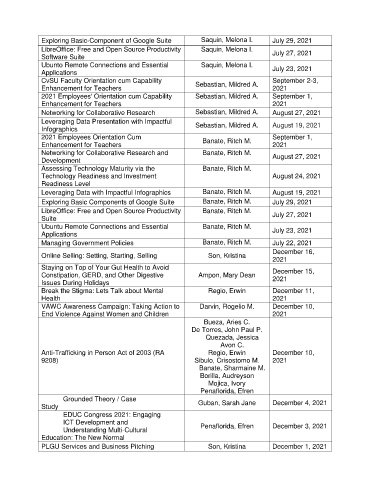 Exploring Basic-Component of Google Suite Saquin, Melona I. July 29, 2021
LibreOffice: Free and Open Source Productivity Saquin, Melona I. July 27, 2021
Software Suite
Ubunto Remote Connections and Essential Saquin, Melona I. July 23, 2021
Applications
CvSU Faculty Orientation cum Capability Sebastian, Mildred A. September 2-3,
Enhancement for Teachers 2021
2021 Employees' Orientation cum Capability Sebastian, Mildred A. September 1,
Enhancement for Teachers 2021
Networking for Collaborative Research Sebastian, Mildred A. August 27, 2021
Leveraging Data Presentation with Impactful Sebastian, Mildred A. August 19, 2021
Infographics
2021 Employees Orientation Cum Banate, Ritch M. September 1,
Enhancement for Teachers 2021
Networking for Collaborative Research and Banate, Ritch M. August 27, 2021
Development
Assessing Technology Maturity via the Banate, Ritch M. August 24, 2021
Technology Readiness and Investment
Readiness Level
Leveraging Data with Impactful Infographics Banate, Ritch M. August 19, 2021
Exploring Basic Components of Google Suite Banate, Ritch M. July 29, 2021
LibreOffice: Free and Open Source Productivity Banate, Ritch M. July 27, 2021
Suite
Ubuntu Remote Connections and Essential Banate, Ritch M. July 23, 2021
Applications
Managing Government Policies Banate, Ritch M. July 22, 2021
Online Selling: Setting, Starting, Selling Son, Kristina December 16,
2021
Staying on Top of Your Gut Health to Avoid Ampon, Mary Dean December 15,
Constipation, GERD, and Other Digestive 2021
Issues During Holidays
Break the Stigma: Lets Talk about Mental Regio, Erwin December 11,
Health 2021
VAWC Awareness Campaign: Taking Action to Darvin, Rogelio M. December 10,
End Violence Against Women and Children 2021
Anti-Trafficking in Person Act of 2003 (RA
9208)
Bueza, Aries C.
De Torres, John Paul P.
Quezada, Jessica
Avon C.
Regio, Erwin
Sibulo, Crisostomo M.
Banate, Sharmaine M.
Borilla, Audreyson
Mojica, Ivory
Penaflorida, Efren
December 10,
2021
Grounded Theory / Case Guban, Sarah Jane December 4, 2021
Study
EDUC Congress 2021: Engaging Penaflorida, Efren December 3, 2021
ICT Development and
Understanding Multi-Cultural
Education: The New Normal
PLGU Services and Business Pitching Son, Kristina December 1, 2021